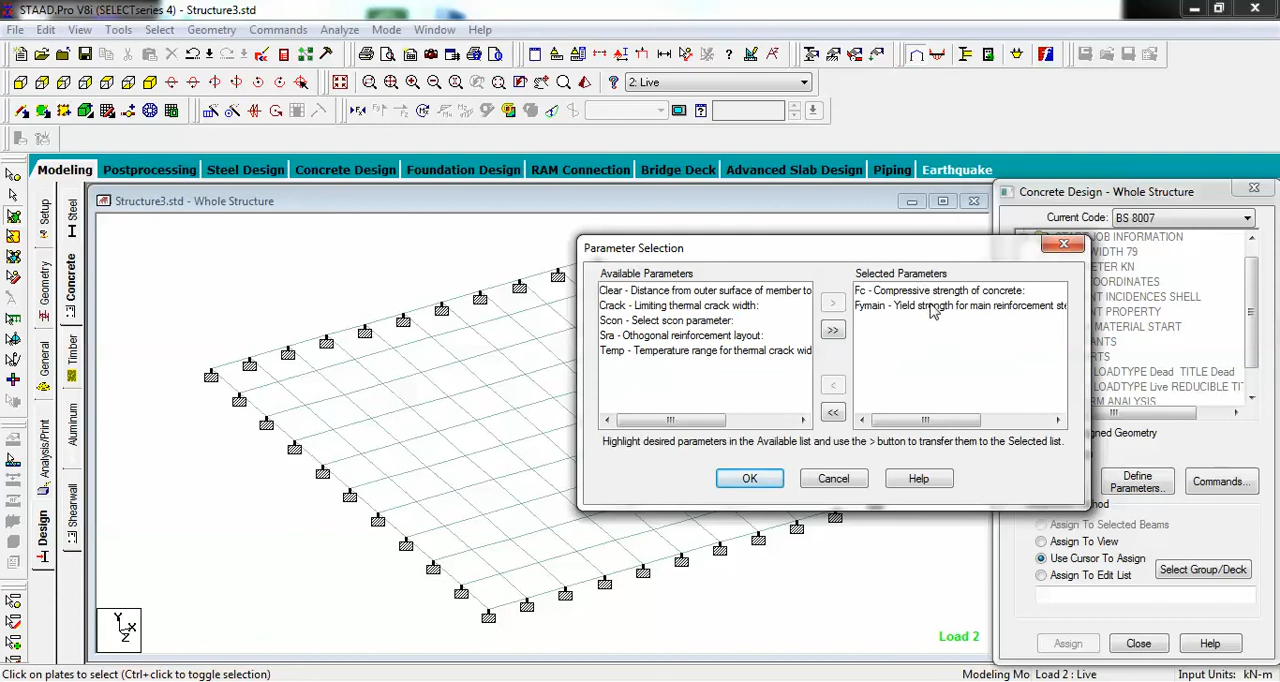 STAAD.Pro V8i (SELECTseries 4) - Structure3.std
File Edit View Tools Select Geometry Commands Analyze Mode Window Help
2: Live
Modeling Postprocessing Steel Design Concrete Design Foundation Design RAM Connection Bridge Deck Advanced Slab Design Piping Earthquake
Structure3.std - Whole Structure
Setup
Geometry
General
Analysis/Print
Design
Steel
Concrete
Timber
Aluminum
Shearwall
Y
X
Z
Load 2
Parameter Selection
Available Parameters
Clear - Distance from outer surface of member to
Crack - Limiting thermal crack width:
Scon - Select scon parameter:
Sra - Othogonal reinforcement layout:
Temp - Temperature range for thermal crack wid
>
>>
<
<<
Selected Parameters
Fc - Compressive strength of concrete:
Fymain - Yield strength for main reinforcement ste
Highlight desired parameters in the Available list and use the > button to transfer them to the Selected list.
OK Cancel Help
Concrete Design - Whole Structure
Current Code: BS 8007
START JOB INFORMATION
WIDTH 79
METER KN
COORDINATES
ENT INCIDENCES SHELL
PROPERTY
MATERIAL START
LOADTYPE Dead TITLE Dead
LOADTYPE Live REDUCIBLE TIT
RM ANALYSIS
gned Geometry
Define Parameters..
Commands...
Assign To Selected Beams
Assign To View
Use Cursor To Assign
Select Group/Deck
Assign To Edit List
Assign Close Help
Click on plates to select (Ctrl+click to toggle selection)
Modeling Mo
Load 2 : Live
Input Units: kN-m